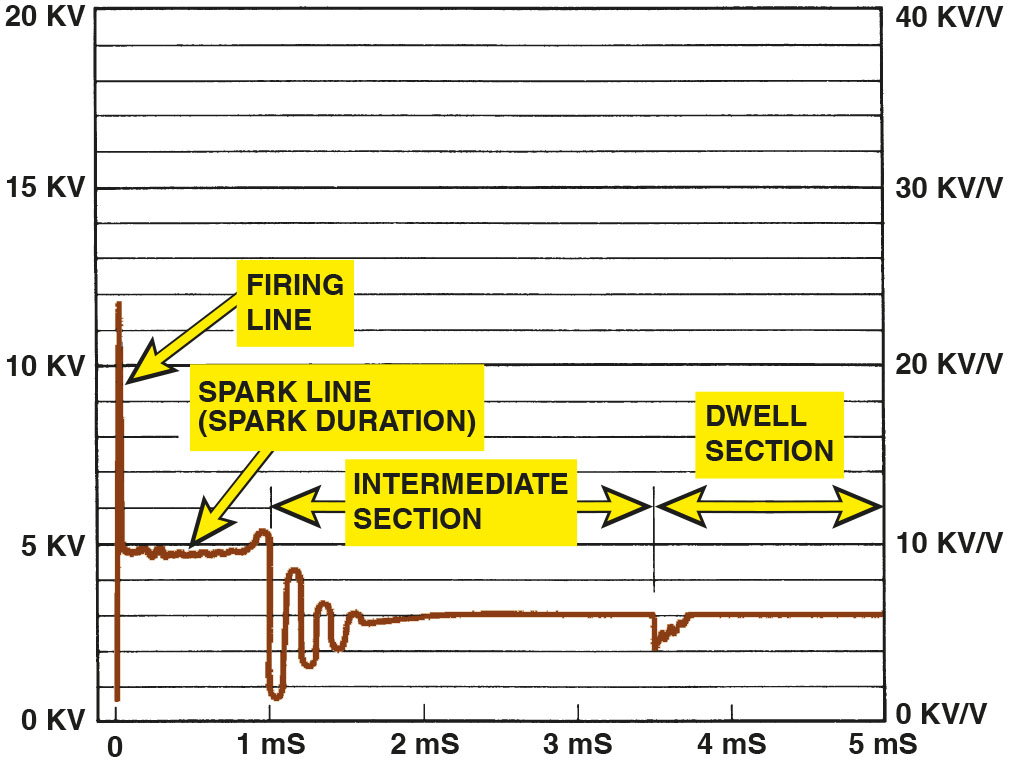 20 KV
40 KV/V
15 KV
30 KV/V
FIRING
LINE
10 KV
20 KV/V
SPARK LINE
(SPARK DURATION)
DWELL
SECTION
INTERMEDIATE
SECTION
5 KV
10 KV/V
0 KV
0 KV/V
0
1 mS
2 mS
3 mS
4 mS
5 mS